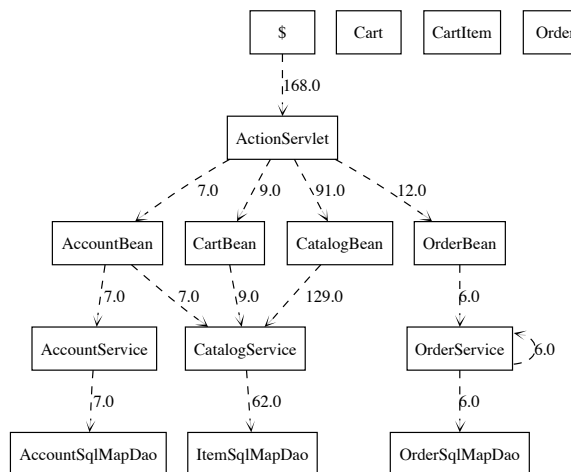 $ Cart CartItem Order
168.0
ActionServlet
7.0 9.0 91.0 12.0
AccountBean CartBean CatalogBean OrderBean
7.0 7.0 9.0 129.0 6.0
AccountService CatalogService OrderService 6.0
7.0 62.0 6.0
AccountSqlMapDao ItemSqlMapDao OrderSqlMapDao